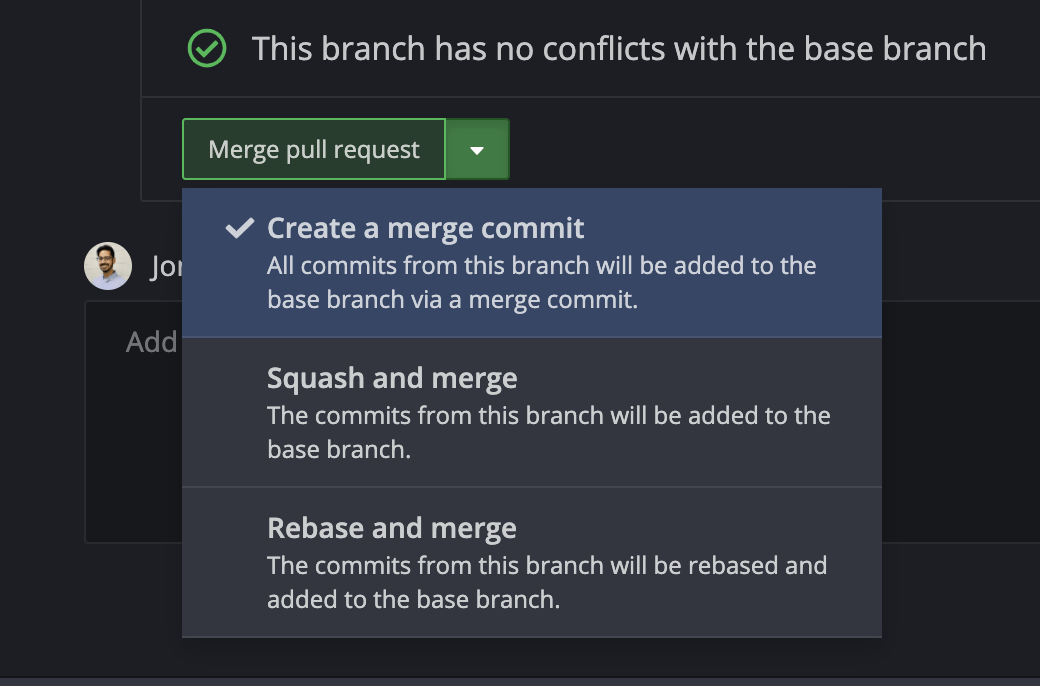 This branch has no conflicts with the base branch
Merge pull request
Create a merge commit
All commits from this branch will be added to the
base branch via a merge commit.
Squash and merge
The commits from this branch will be added to the
base branch.
Rebase and merge
The commits from this branch will be rebased and
added to the base branch.
Add